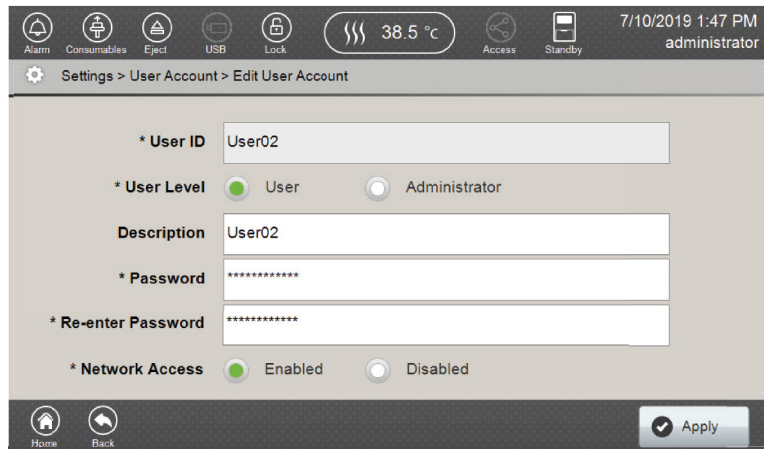 38.5 °c
7/10/2019 1:47 PM
administrator
Alarm Consumables Eject USB Lock Access Standby
Settings > User Account > Edit User Account
* User ID User02
* User Level User Administrator
Description User02
* Password ************
* Re-enter Password ************
* Network Access Enabled Disabled
Home Back Apply